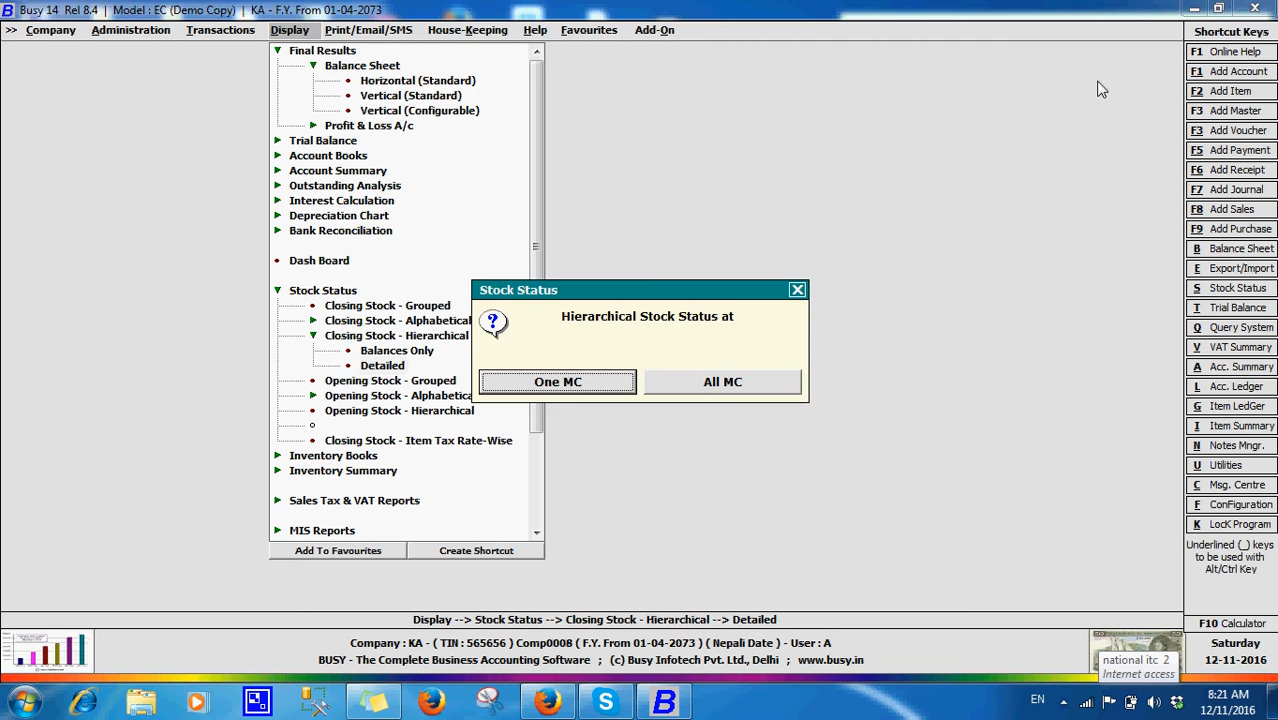 Busy 14 Rel 8.4 | Model : EC (Demo Copy) | KA - F.Y. From 01-04-2073
>> Company Administration Transactions Display Print/Email/SMS House-Keeping Help Favourites Add-On
Final Results
Balance Sheet
Horizontal (Standard)
Vertical (Standard)
Vertical (Configurable)
Profit & Loss A/c
Trial Balance
Account Books
Account Summary
Outstanding Analysis
Interest Calculation
Depreciation Chart
Bank Reconciliation
Dash Board
Stock Status
Closing Stock - Grouped
Closing Stock - Alphabetical
Closing Stock - Hierarchical
Balances Only
Detailed
Opening Stock - Grouped
Opening Stock - Alphabetical
Opening Stock - Hierarchical
Closing Stock - Item Tax Rate-Wise
Inventory Books
Inventory Summary
Sales Tax & VAT Reports
MIS Reports
Add To Favourites
Create Shortcut
Stock Status
Hierarchical Stock Status at
One MC
All MC
Shortcut Keys
F1 Online Help
F1 Add Account
F2 Add Item
F3 Add Master
F3 Add Voucher
F5 Add Payment
F6 Add Receipt
F7 Add Journal
F8 Add Sales
F9 Add Purchase
B Balance Sheet
E Export/Import
S Stock Status
T Trial Balance
Q Query System
V VAT Summary
A Acc. Summary
L Acc. Ledger
G Item LedGer
I Item Summary
N Notes Mngr.
U Utilities
C Msg. Centre
F ConFiguration
K LocK Program
Underlined (_) keys
to be used with
Alt/Ctrl Key
F10 Calculator
Display --> Stock Status --> Closing Stock - Hierarchical --> Detailed
Company : KA - ( TIN : 565656 ) Comp0008 ( F.Y. From 01-04-2073 ) ( Nepali Date ) - User : A
BUSY - The Complete Business Accounting Software ; (c) Busy Infotech Pvt. Ltd., Delhi ; www.busy.in
Saturday
12-11-2016
national itc 2
Internet access
EN
8:21 AM
12/11/2016